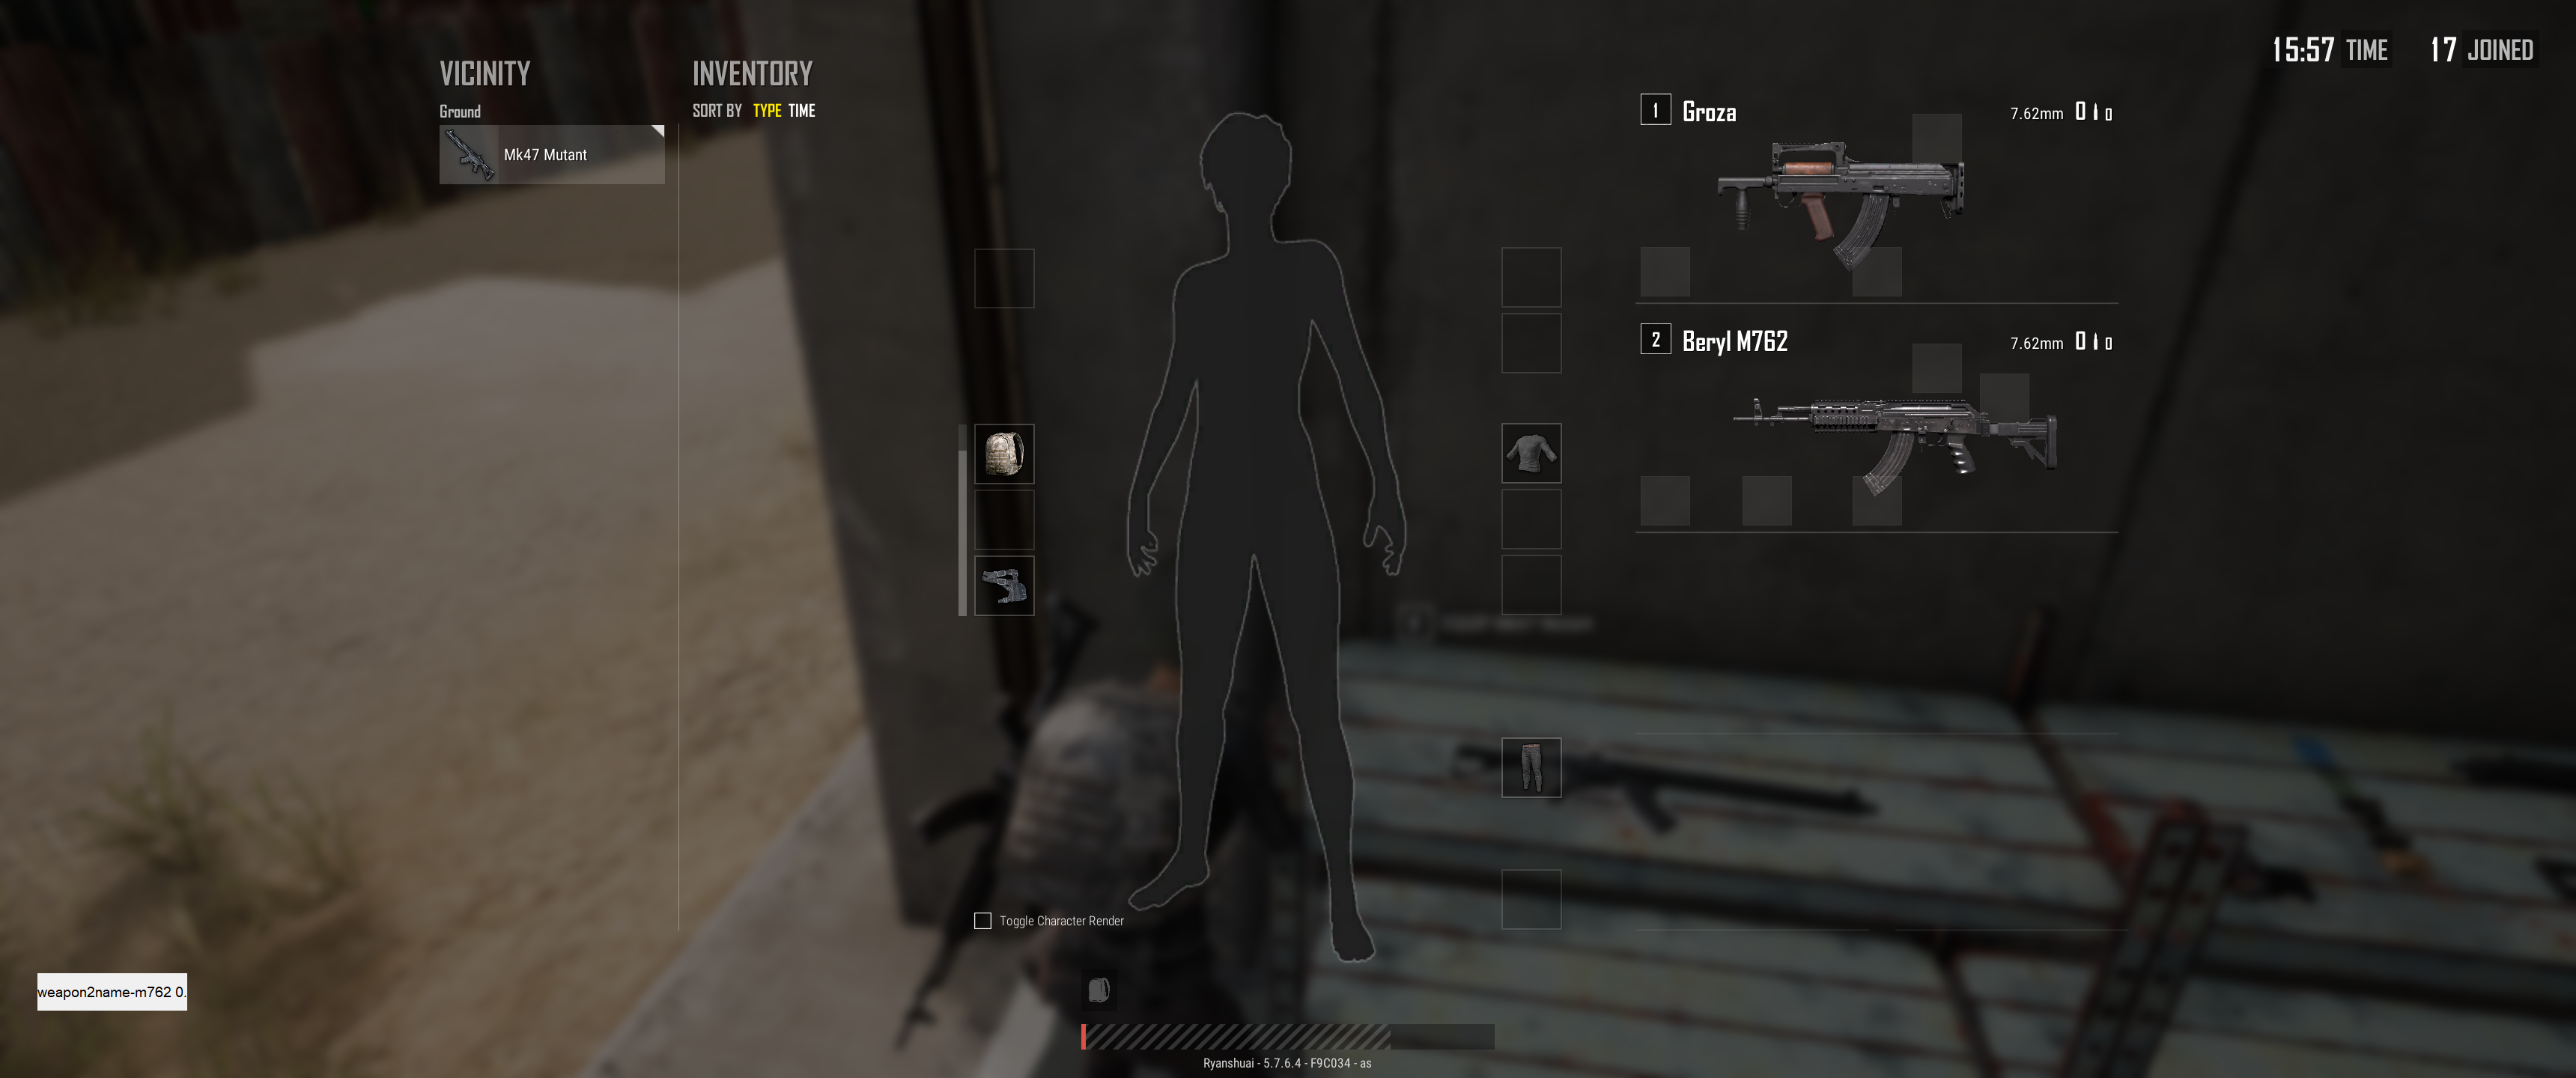 15:57 TIME 17 JOINED
VICINITY
Ground
Mk47 Mutant
INVENTORY
SORT BY TYPE TIME
1 Groza 7.62mm 0 0
2 Beryl M762 7.62mm 0 0
Toggle Character Render
weapon2name-m762 0.
Ryanshuai - 5.7.6.4 - F9C034 - as